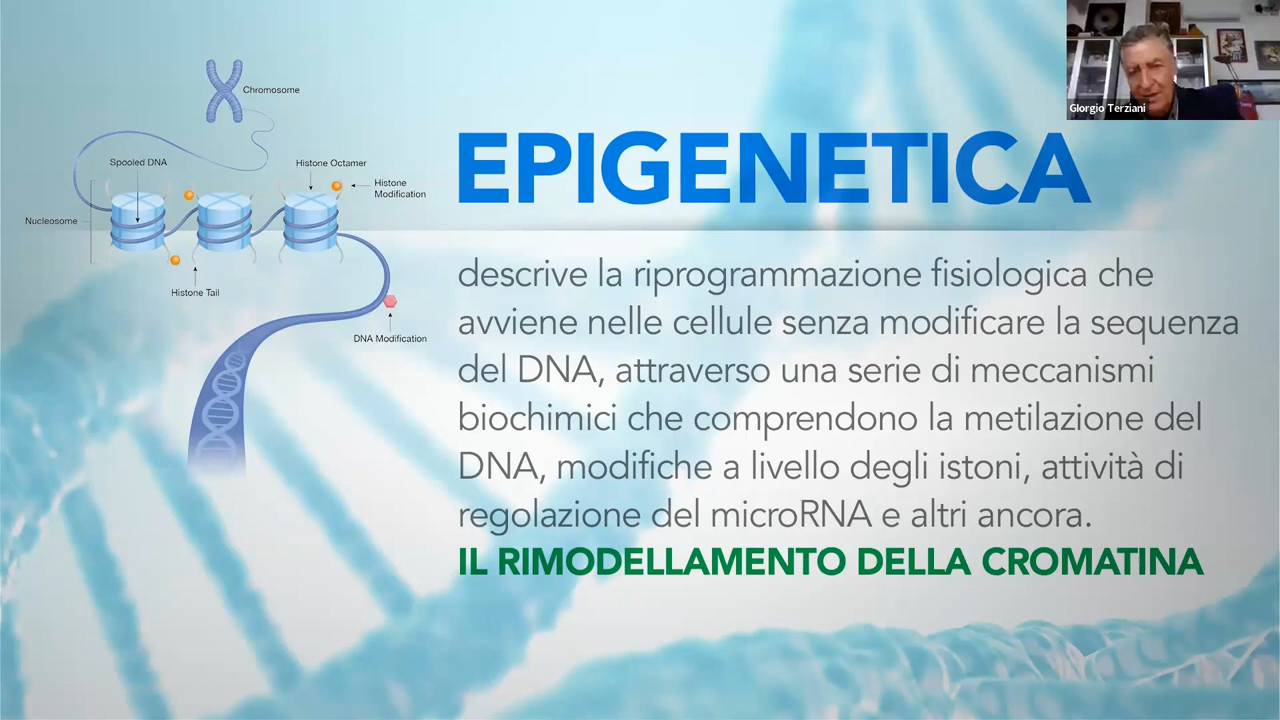 Giorgio Terziani
Chromosome
EPIGENETICA
Spooled DNA
Histone Octamer
Histone
Modification
Nucleosome
Histone Tail
DNA Modification
descrive la riprogrammazione fisiologica che
avviene nelle cellule senza modificare la sequenza
del DNA, attraverso una serie di meccanismi
biochimici che comprendono la metilazione del
DNA, modifiche a livello degli istoni, attività di
regolazione del microRNA e altri ancora.
IL RIMODELLAMENTO DELLA CROMATINA